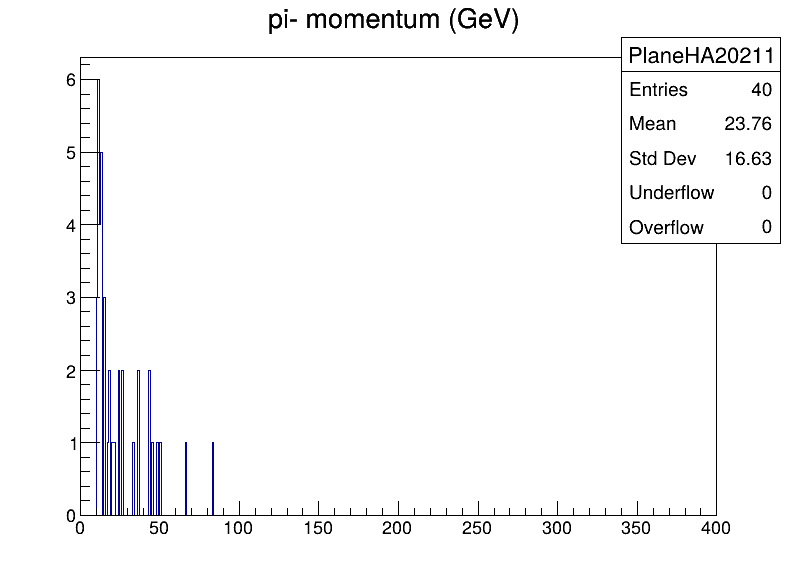 pi- momentum (GeV)
PlaneHA20211
Entries 40
Mean 23.76
Std Dev 16.63
Underflow 0
Overflow 0
6
5
4
3
2
1
0
0 50 100 150 200 250 300 350 400